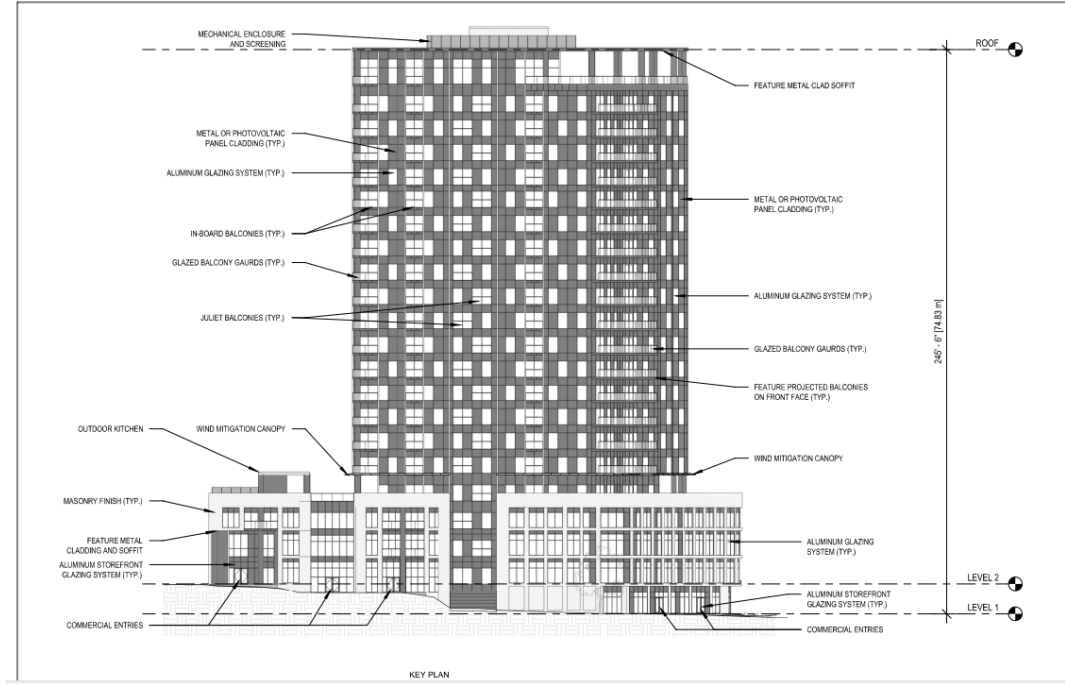 MECHANICAL ENCLOSURE
AND SCREENING
ROOF
FEATURE METAL CLAD SOFFIT
METAL OR PHOTOVOLTAIC
PANEL CLADDING (TYP.)
ALUMINUM GLAZING SYSTEM (TYP.)
METAL OR PHOTOVOLTAIC
PANEL CLADDING (TYP.)
IN-BOARD BALCONIES (TYP.)
GLAZED BALCONY GAURDS (TYP.)
ALUMINUM GLAZING SYSTEM (TYP.)
JULIET BALCONIES (TYP.)
245' - 6" [74.83 m]
GLAZED BALCONY GAURDS (TYP.)
FEATURE PROJECTED BALCONIES
ON FRONT FACE (TYP.)
OUTDOOR KITCHEN
WIND MITIGATION CANOPY
WIND MITIGATION CANOPY
MASONRY FINISH (TYP.)
FEATURE METAL
CLADDING AND SOFFIT
ALUMINUM GLAZING
SYSTEM (TYP.)
ALUMINUM STOREFRONT
GLAZING SYSTEM (TYP.)
LEVEL 2
ALUMINUM STOREFRONT
GLAZING SYSTEM (TYP.)
LEVEL 1
COMMERCIAL ENTRIES
COMMERCIAL ENTRIES
KEY PLAN